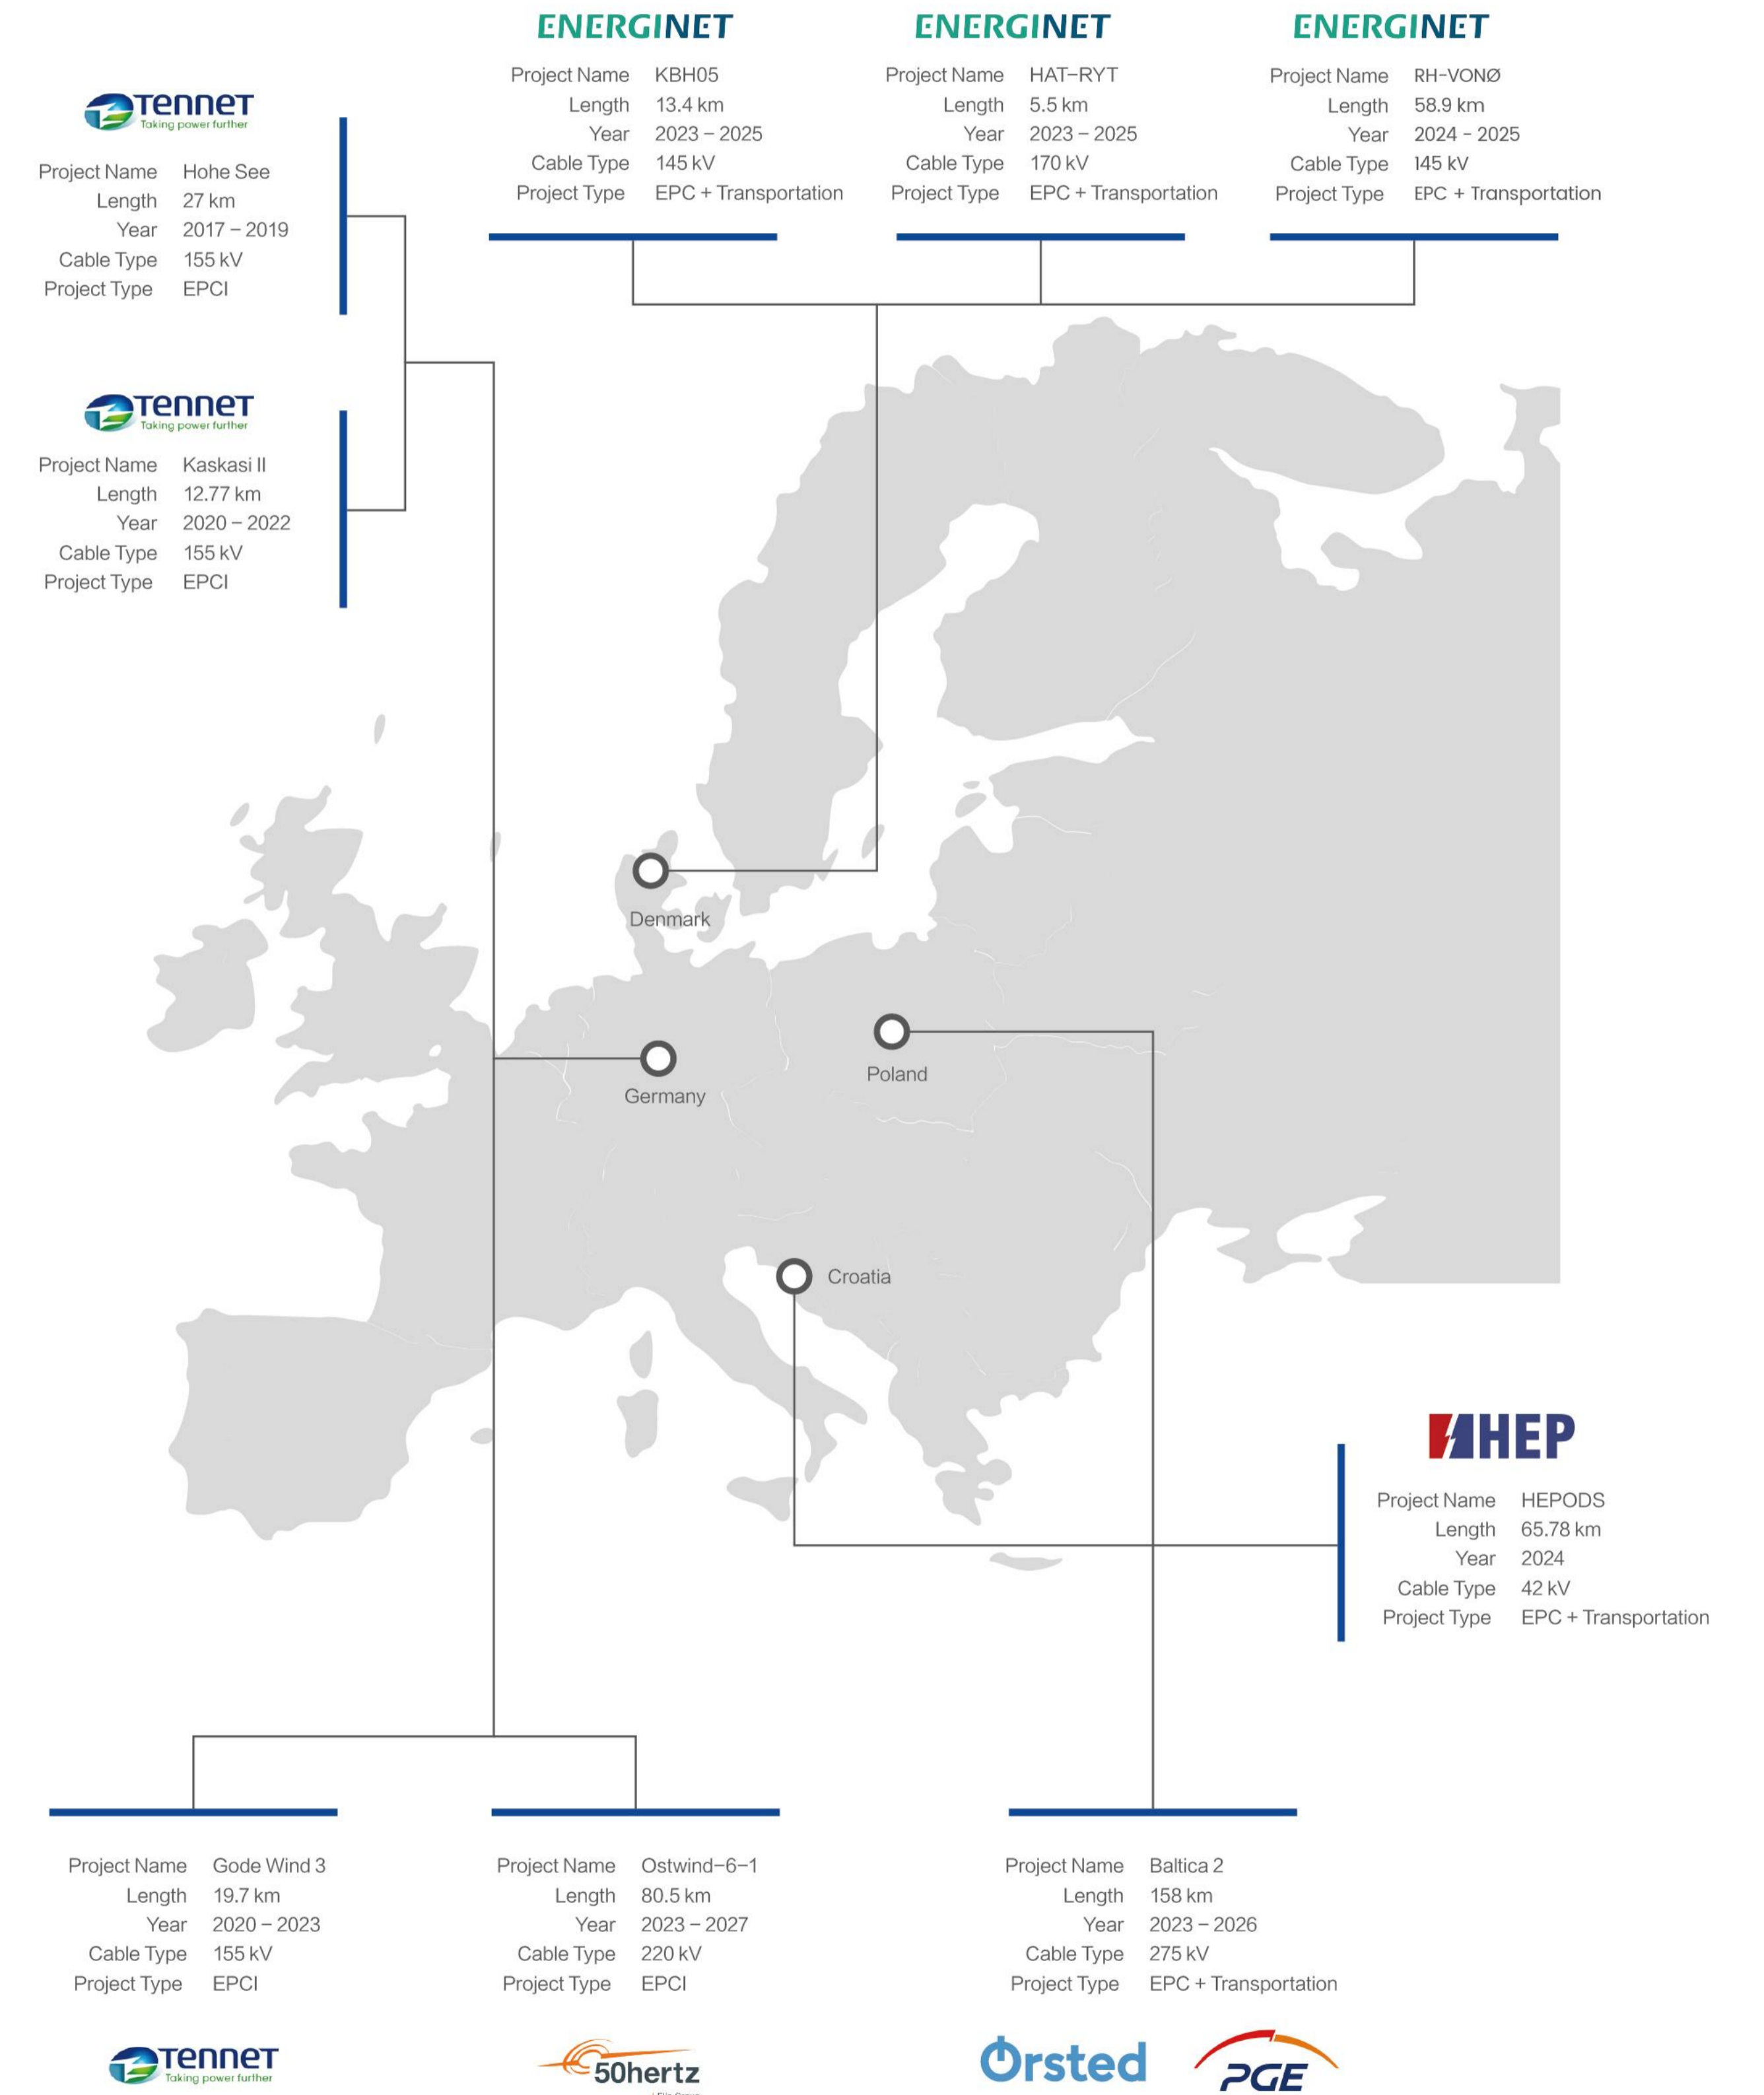 ENERGINET
Project Name KBH05
Length 13.4 km
Year 2023 – 2025
Cable Type 145 kV
Project Type EPC + Transportation
ENERGINET
Project Name HAT-RYT
Length 5.5 km
Year 2023 – 2025
Cable Type 170 kV
Project Type EPC + Transportation
ENERGINET
Project Name RH-VONØ
Length 58.9 km
Year 2024 - 2025
Cable Type 145 kV
Project Type EPC + Transportation
TenneT
Taking power further
Project Name Hohe See
Length 27 km
Year 2017 – 2019
Cable Type 155 kV
Project Type EPCI
TenneT
Taking power further
Project Name Kaskasi II
Length 12.77 km
Year 2020 – 2022
Cable Type 155 kV
Project Type EPCI
Denmark
Poland
Germany
Croatia
HEP
Project Name HEPODS
Length 65.78 km
Year 2024
Cable Type 42 kV
Project Type EPC + Transportation
Project Name Gode Wind 3
Length 19.7 km
Year 2020 – 2023
Cable Type 155 kV
Project Type EPCI
TenneT
Taking power further
Project Name Ostwind-6-1
Length 80.5 km
Year 2023 – 2027
Cable Type 220 kV
Project Type EPCI
50hertz
Project Name Baltica 2
Length 158 km
Year 2023 – 2026
Cable Type 275 kV
Project Type EPC + Transportation
Ørsted
PGE